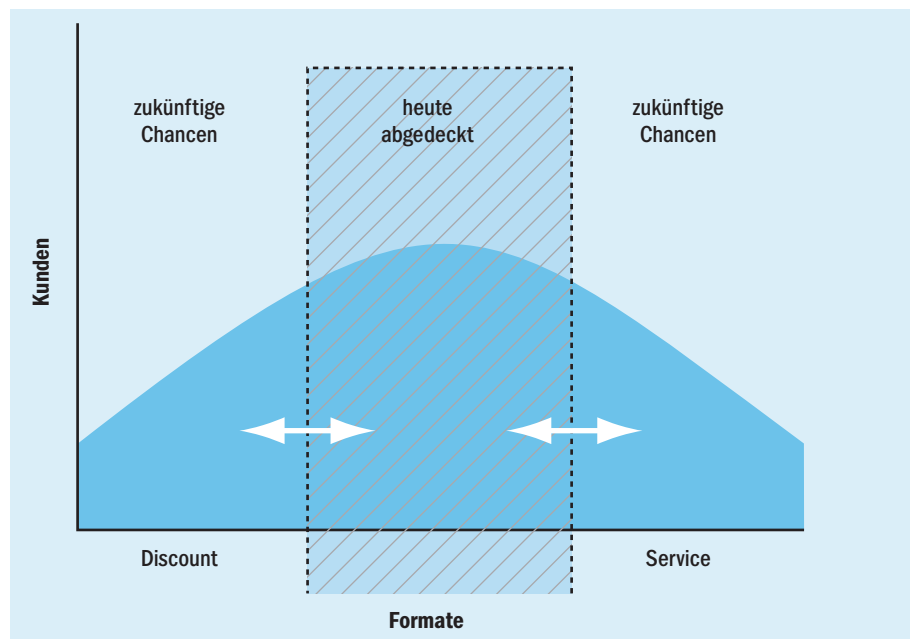 zukünftige
Chancen
heute
abgedeckt
zukünftige
Chancen
Kunden
Discount
Service
Formate